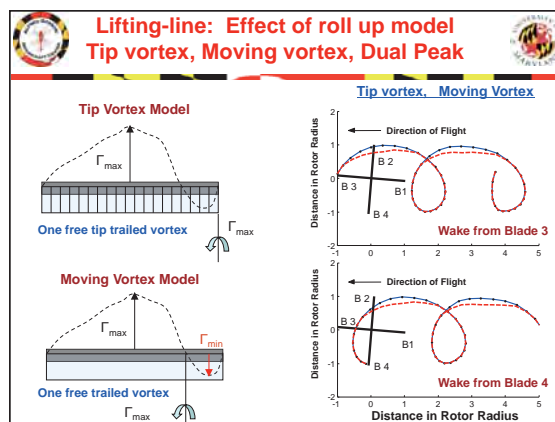 Lifting-line: Effect of roll up model
Tip vortex, Moving vortex, Dual Peak
Tip Vortex Model
Γmax
One free tip trailed vortex
Γmax
Moving Vortex Model
Γmax
Γmin
One free trailed vortex
Γmax
Tip vortex, Moving Vortex
Distance in Rotor Radius
2
1
0
-1
-2
Direction of Flight
B 2
B 3
B1
B 4
Wake from Blade 3
-1 0 1 2 3 4 5
Distance in Rotor Radius
2
1
0
-1
-2
Direction of Flight
B 2
B 3
B1
B 4
Wake from Blade 4
-1 0 1 2 3 4 5
Distance in Rotor Radius